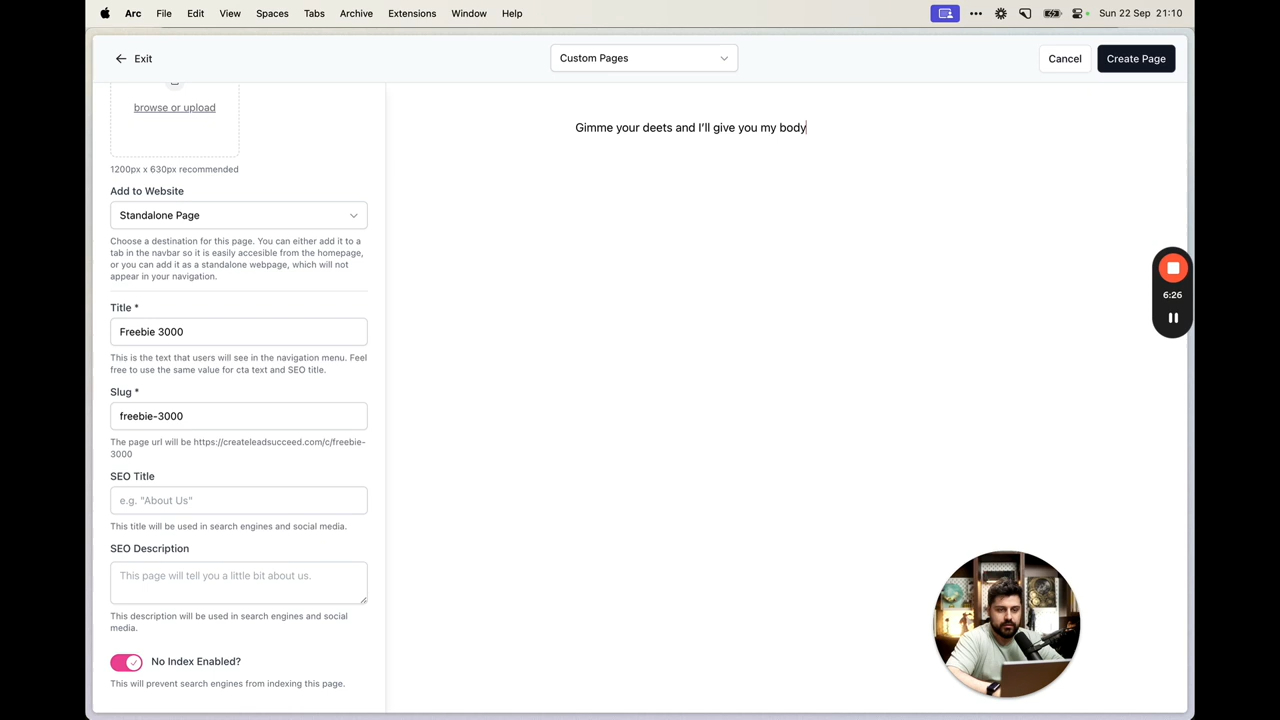 Arc File Edit View Spaces Tabs Archive Extensions Window Help Sun 22 Sep 21:10
Exit
Custom Pages
Cancel
Create Page
browse or upload
1200px x 630px recommended
Add to Website
Standalone Page
Choose a destination for this page. You can either add it to a
tab in the navbar so it is easily accesible from the homepage,
or you can add it as a standalone webpage, which will not
appear in your navigation.
Title *
Freebie 3000
This is the text that users will see in the navigation menu. Feel
free to use the same value for cta text and SEO title.
Slug *
freebie-3000
The page url will be https://createleadsucceed.com/c/freebie-
3000
SEO Title
e.g. "About Us"
This title will be used in search engines and social media.
SEO Description
This page will tell you a little bit about us.
This description will be used in search engines and social
media.
No Index Enabled?
This will prevent search engines from indexing this page.
Gimme your deets and I’ll give you my body
6:26